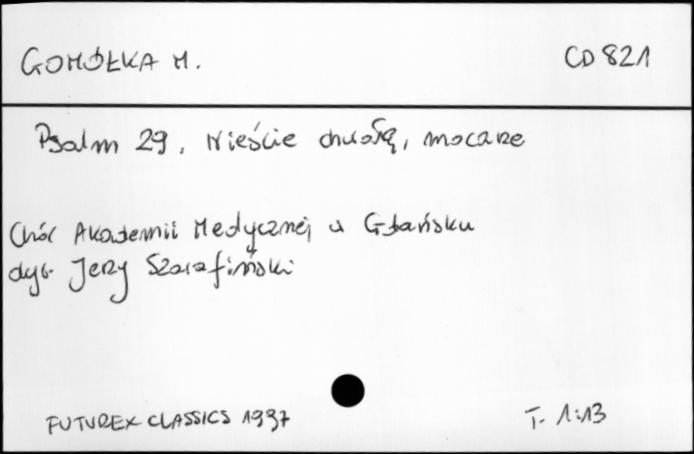 GOMÓŁKA M.
CD 821
Psalm 29, Nieście chwałę, mocarze
Chór Akademii Medycznej w Gdańsku
dyr. Jerzy Szarafiński
FUTUREX CLASSICS 1997
T. 1:13